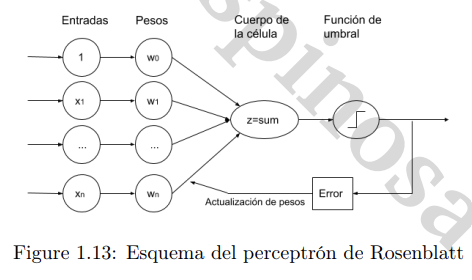 Entradas Pesos Cuerpo de la célula Función de umbral
1 w0
x1 w1
z=sum
... ...
xn wn
Error
Actualización de pesos
spinosa
Figure 1.13: Esquema del perceptrón de Rosenblatt